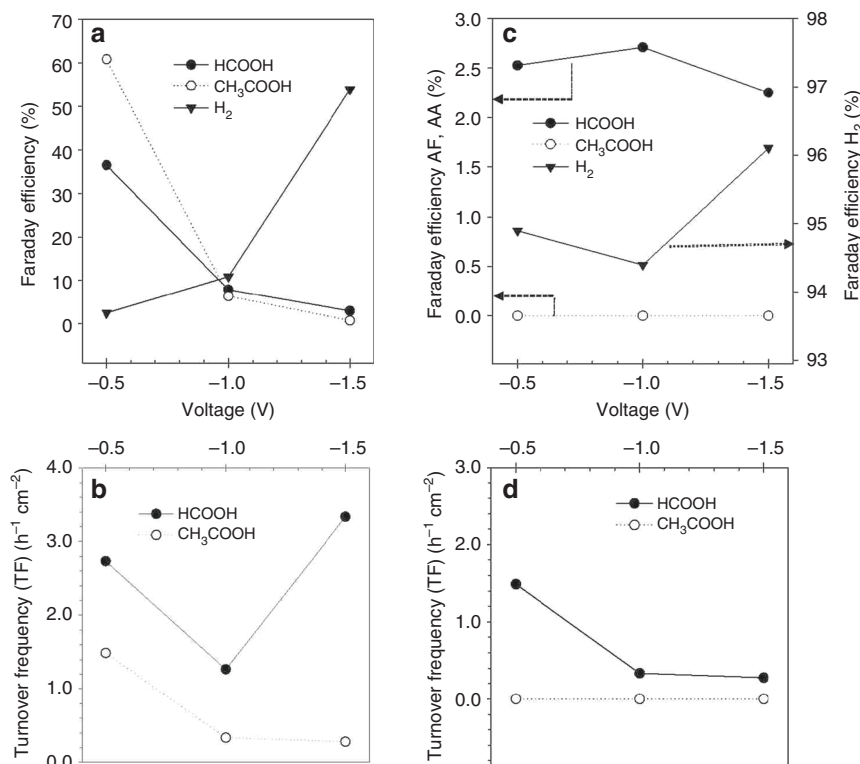 a
70
60
50
40
30
20
10
0
Faraday efficiency (%)
HCOOH
CH₃COOH
H₂
–0.5
–1.0
–1.5
Voltage (V)
c
3.0
2.5
2.0
1.5
1.0
0.5
0.0
Faraday efficiency AF, AA (%)
HCOOH
CH₃COOH
H₂
98
97
96
95
94
93
Faraday efficiency H₂ (%)
–0.5
–1.0
–1.5
Voltage (V)
–0.5
–1.0
–1.5
b
4.0
3.0
2.0
1.0
0.0
Turnover frequency (TF) (h⁻¹ cm⁻²)
HCOOH
CH₃COOH
–0.5
–1.0
–1.5
d
3.0
2.0
1.0
0.0
Turnover frequency (TF) (h⁻¹ cm⁻²)
HCOOH
CH₃COOH